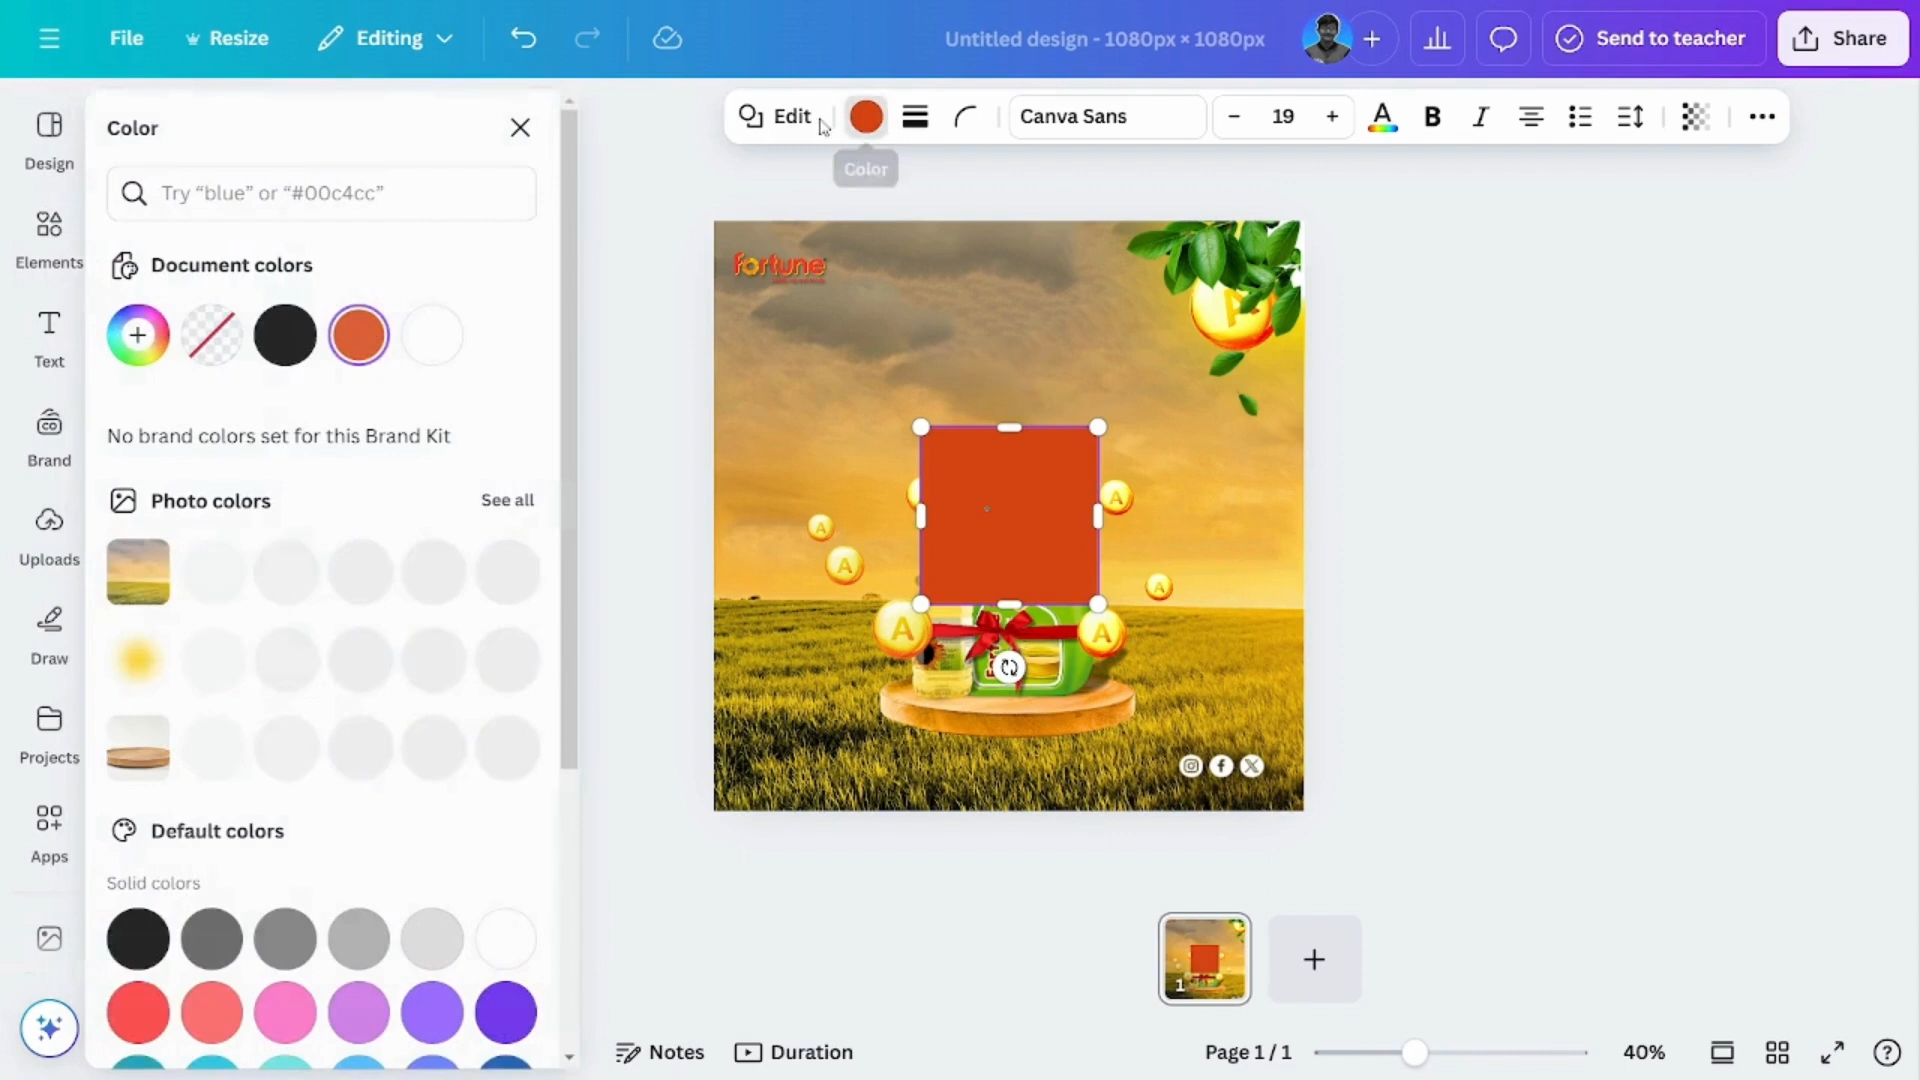 File
Resize
Editing
Untitled design - 1080px × 1080px
Send to teacher
Share
Design
Elements
Text
Brand
Uploads
Draw
Projects
Apps
Color
Try “blue” or “#00c4cc”
Document colors
No brand colors set for this Brand Kit
Photo colors
See all
Default colors
Solid colors
Edit
Canva Sans
19
A
B
I
Color
fortune
A
A
A
A
A
A
A
1
Notes
Duration
Page 1 / 1
40%